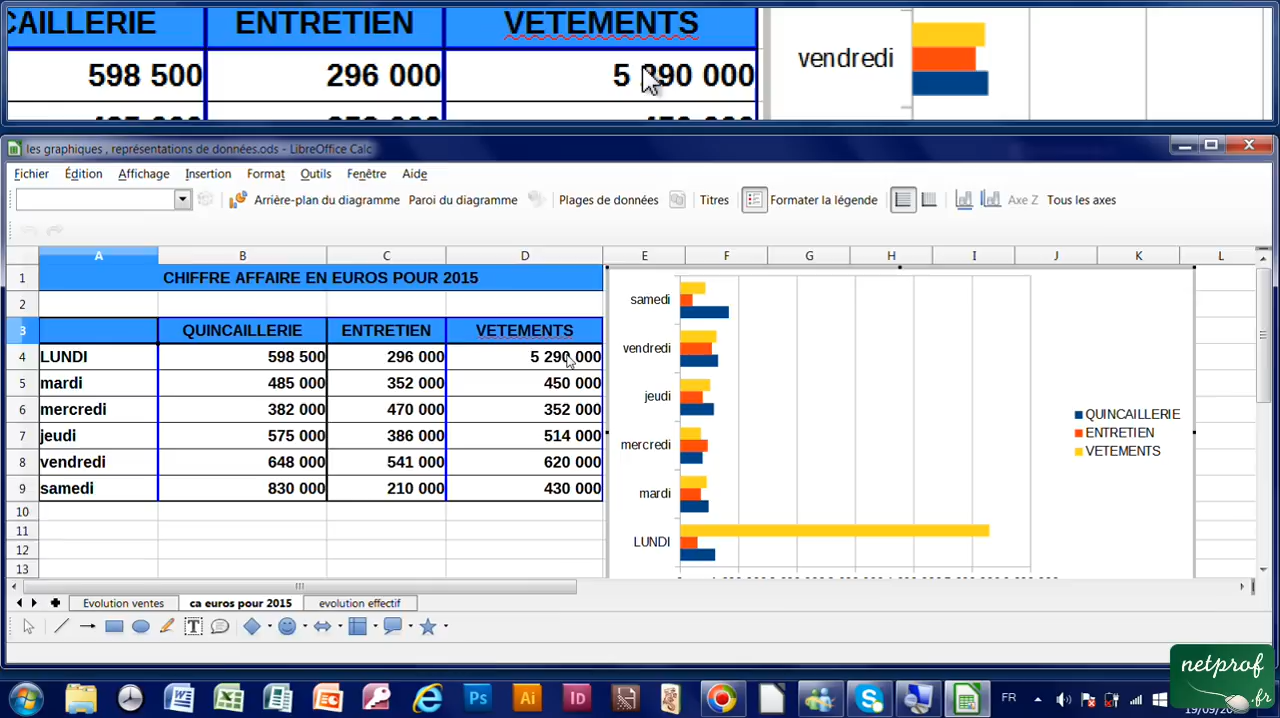 CAILLERIE ENTRETIEN VETEMENTS
598 500 296 000 5 290 000
vendredi
les graphiques , représentations de données.ods - LibreOffice Calc
Fichier Édition Affichage Insertion Format Outils Fenêtre Aide
Arrière-plan du diagramme Paroi du diagramme Plages de données Titres Formater la légende Axe Z Tous les axes
A B C D E F G H I J K L
1 CHIFFRE AFFAIRE EN EUROS POUR 2015
2
3 QUINCAILLERIE ENTRETIEN VETEMENTS
4 LUNDI 598 500 296 000 5 290 000
5 mardi 485 000 352 000 450 000
6 mercredi 382 000 470 000 352 000
7 jeudi 575 000 386 000 514 000
8 vendredi 648 000 541 000 620 000
9 samedi 830 000 210 000 430 000
10
11
12
13
samedi
vendredi
jeudi
mercredi
mardi
LUNDI
QUINCAILLERIE
ENTRETIEN
VETEMENTS
Evolution ventes ca euros pour 2015 evolution effectif
T
W X P A e Ps Ai Id S FR
netprof
.fr